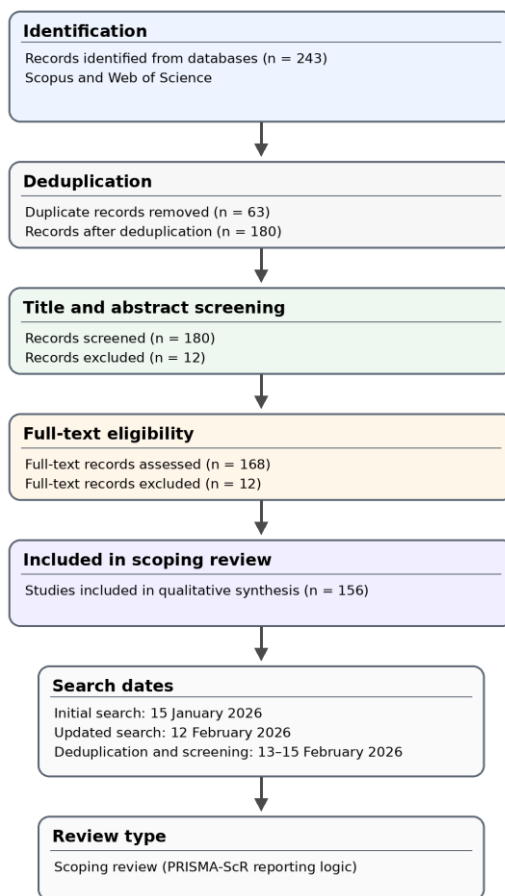 Identification
Records identified from databases (n = 243)
Scopus and Web of Science
Deduplication
Duplicate records removed (n = 63)
Records after deduplication (n = 180)
Title and abstract screening
Records screened (n = 180)
Records excluded (n = 12)
Full-text eligibility
Full-text records assessed (n = 168)
Full-text records excluded (n = 12)
Included in scoping review
Studies included in qualitative synthesis (n = 156)
Search dates
Initial search: 15 January 2026
Updated search: 12 February 2026
Deduplication and screening: 13–15 February 2026
Review type
Scoping review (PRISMA-ScR reporting logic)